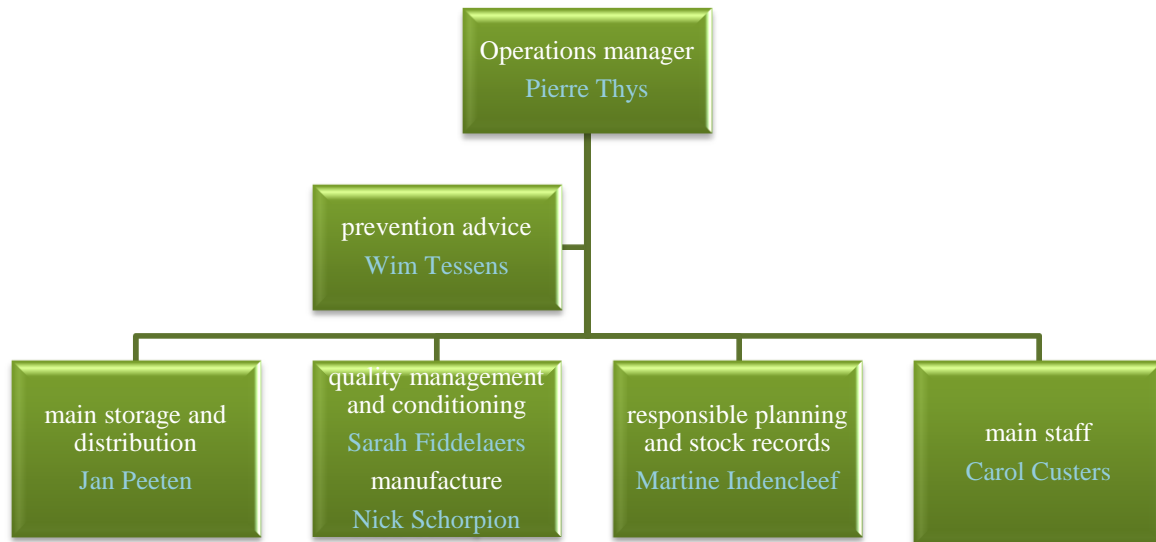 Operations manager
Pierre Thys
prevention advice
Wim Tessens
main storage and
distribution
Jan Peeten
quality management
and conditioning
Sarah Fiddelaers
manufacture
Nick Schorpion
responsible planning
and stock records
Martine Indencleef
main staff
Carol Custers